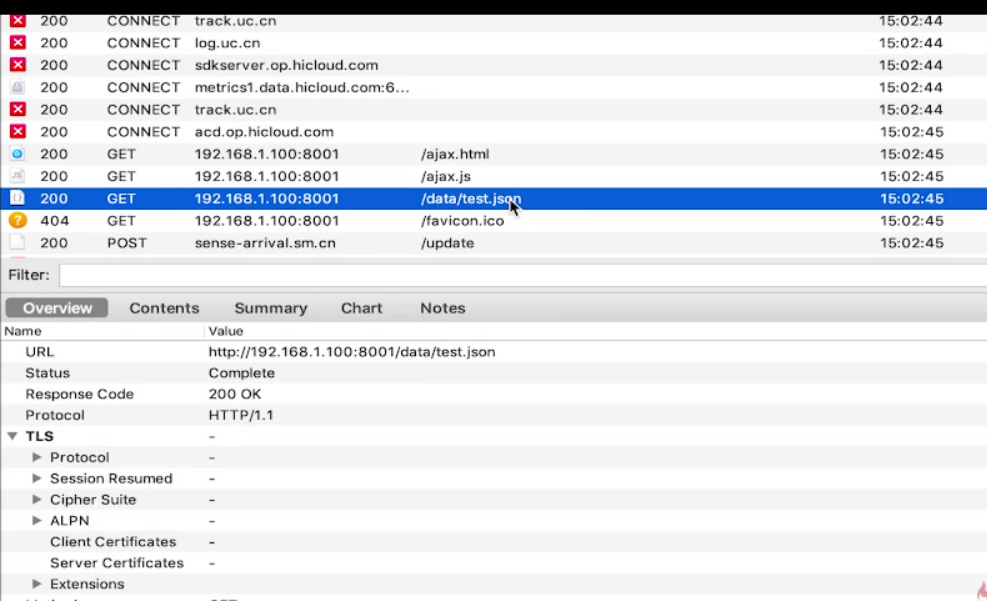 200 CONNECT track.uc.cn 15:02:44
200 CONNECT log.uc.cn 15:02:44
200 CONNECT sdkserver.op.hicloud.com 15:02:44
200 CONNECT metrics1.data.hicloud.com:6... 15:02:44
200 CONNECT track.uc.cn 15:02:44
200 CONNECT acd.op.hicloud.com 15:02:45
200 GET 192.168.1.100:8001 /ajax.html 15:02:45
200 GET 192.168.1.100:8001 /ajax.js 15:02:45
200 GET 192.168.1.100:8001 /data/test.json 15:02:45
404 GET 192.168.1.100:8001 /favicon.ico 15:02:45
200 POST sense-arrival.sm.cn /update 15:02:45
Filter:
Overview Contents Summary Chart Notes
Name Value
URL http://192.168.1.100:8001/data/test.json
Status Complete
Response Code 200 OK
Protocol HTTP/1.1
TLS -
Protocol -
Session Resumed -
Cipher Suite -
ALPN -
Client Certificates -
Server Certificates -
Extensions -